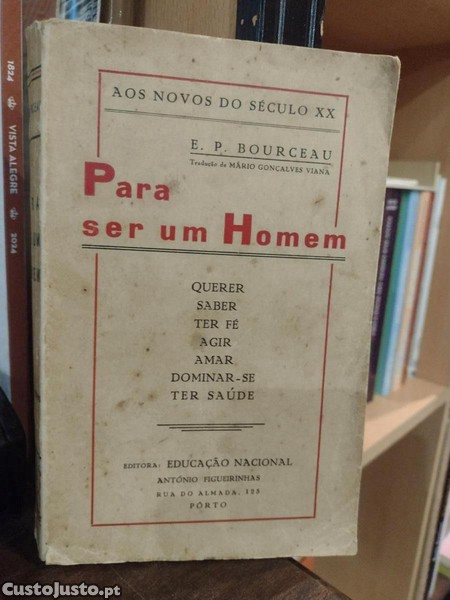 AOS NOVOS DO SÉCULO XX
E. P. BOURCEAU
Tradução de MÁRIO GONÇALVES VIANA
Para
ser um Homem
QUERER
SABER
TER FÉ
AGIR
AMAR
DOMINAR-SE
TER SAÚDE
EDITORA: EDUCAÇÃO NACIONAL
ANTÓNIO FIGUEIRINHAS
RUA DO ALMADA, 125
PÔRTO
1824 VISTA ALEGRE 2024
CustoJusto.pt